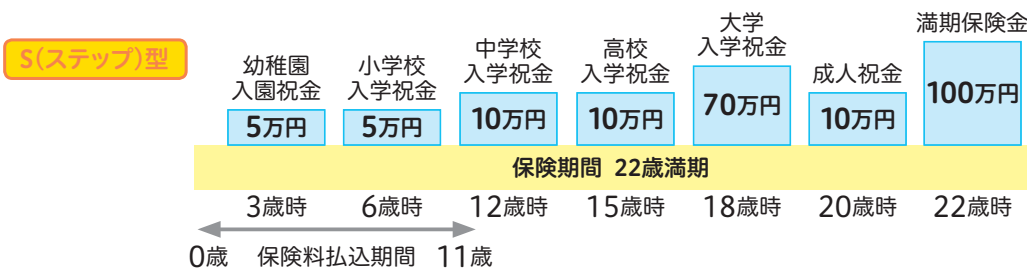 S(ステップ)型
幼稚園
入園祝金
5万円
小学校
入学祝金
5万円
中学校
入学祝金
10万円
高校
入学祝金
10万円
大学
入学祝金
70万円
成人祝金
10万円
満期保険金
100万円
保険期間 22歳満期
3歳時
6歳時
12歳時
15歳時
18歳時
20歳時
22歳時
0歳 保険料払込期間 11歳